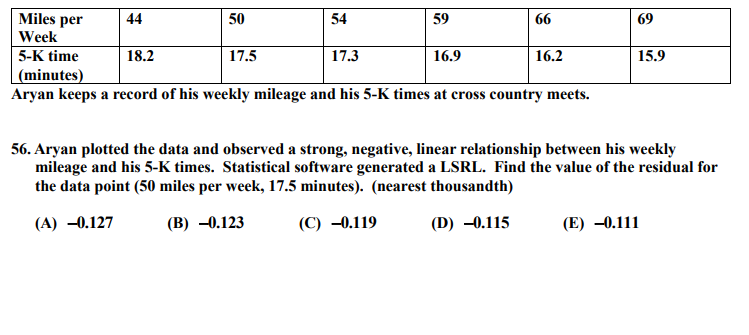 Miles per Week 44 50 54 59 66 69
5-K time (minutes) 18.2 17.5 17.3 16.9 16.2 15.9
Aryan keeps a record of his weekly mileage and his 5-K times at cross country meets.
56. Aryan plotted the data and observed a strong, negative, linear relationship between his weekly
mileage and his 5-K times. Statistical software generated a LSRL. Find the value of the residual for
the data point (50 miles per week, 17.5 minutes). (nearest thousandth)
(A) –0.127 (B) –0.123 (C) –0.119 (D) –0.115 (E) –0.111